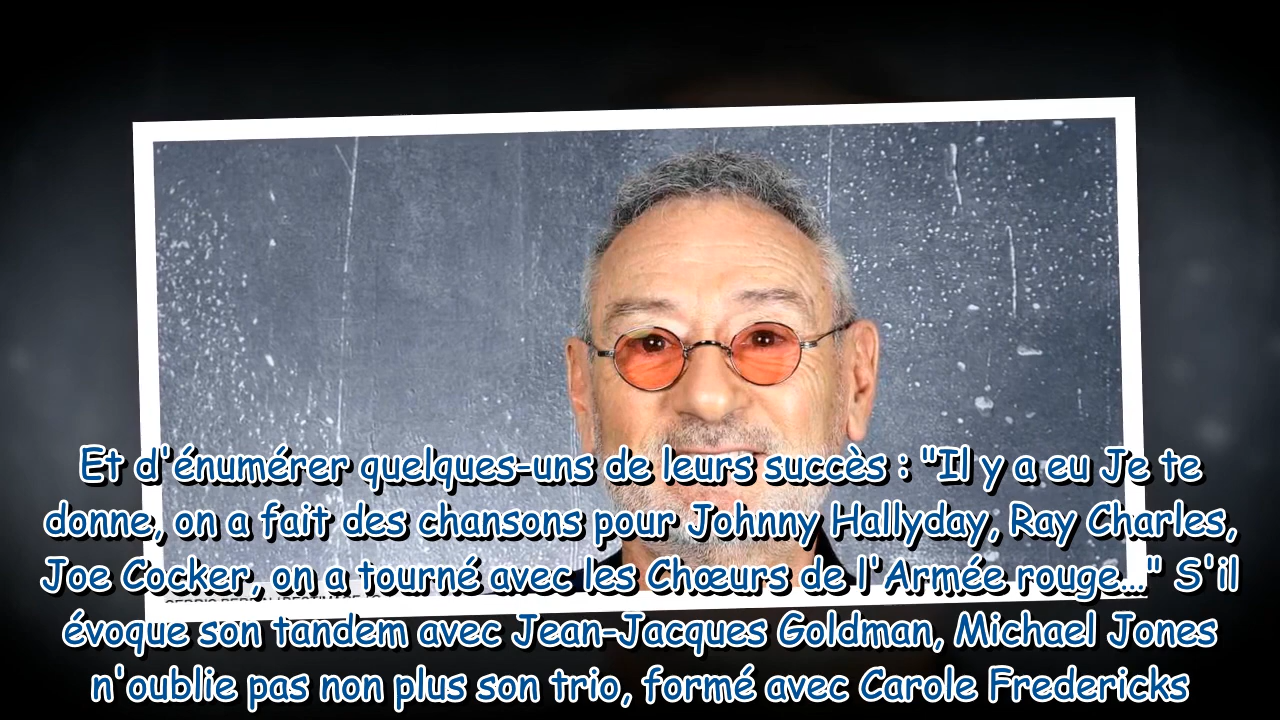 Et d'énumérer quelques-uns de leurs succès : "Il y a eu Je te
donne, on a fait des chansons pour Johnny Hallyday, Ray Charles,
Joe Cocker, on a tourné avec les Chœurs de l'Armée rouge..." S'il
évoque son tandem avec Jean-Jacques Goldman, Michael Jones
n'oublie pas non plus son trio, formé avec Carole Fredericks